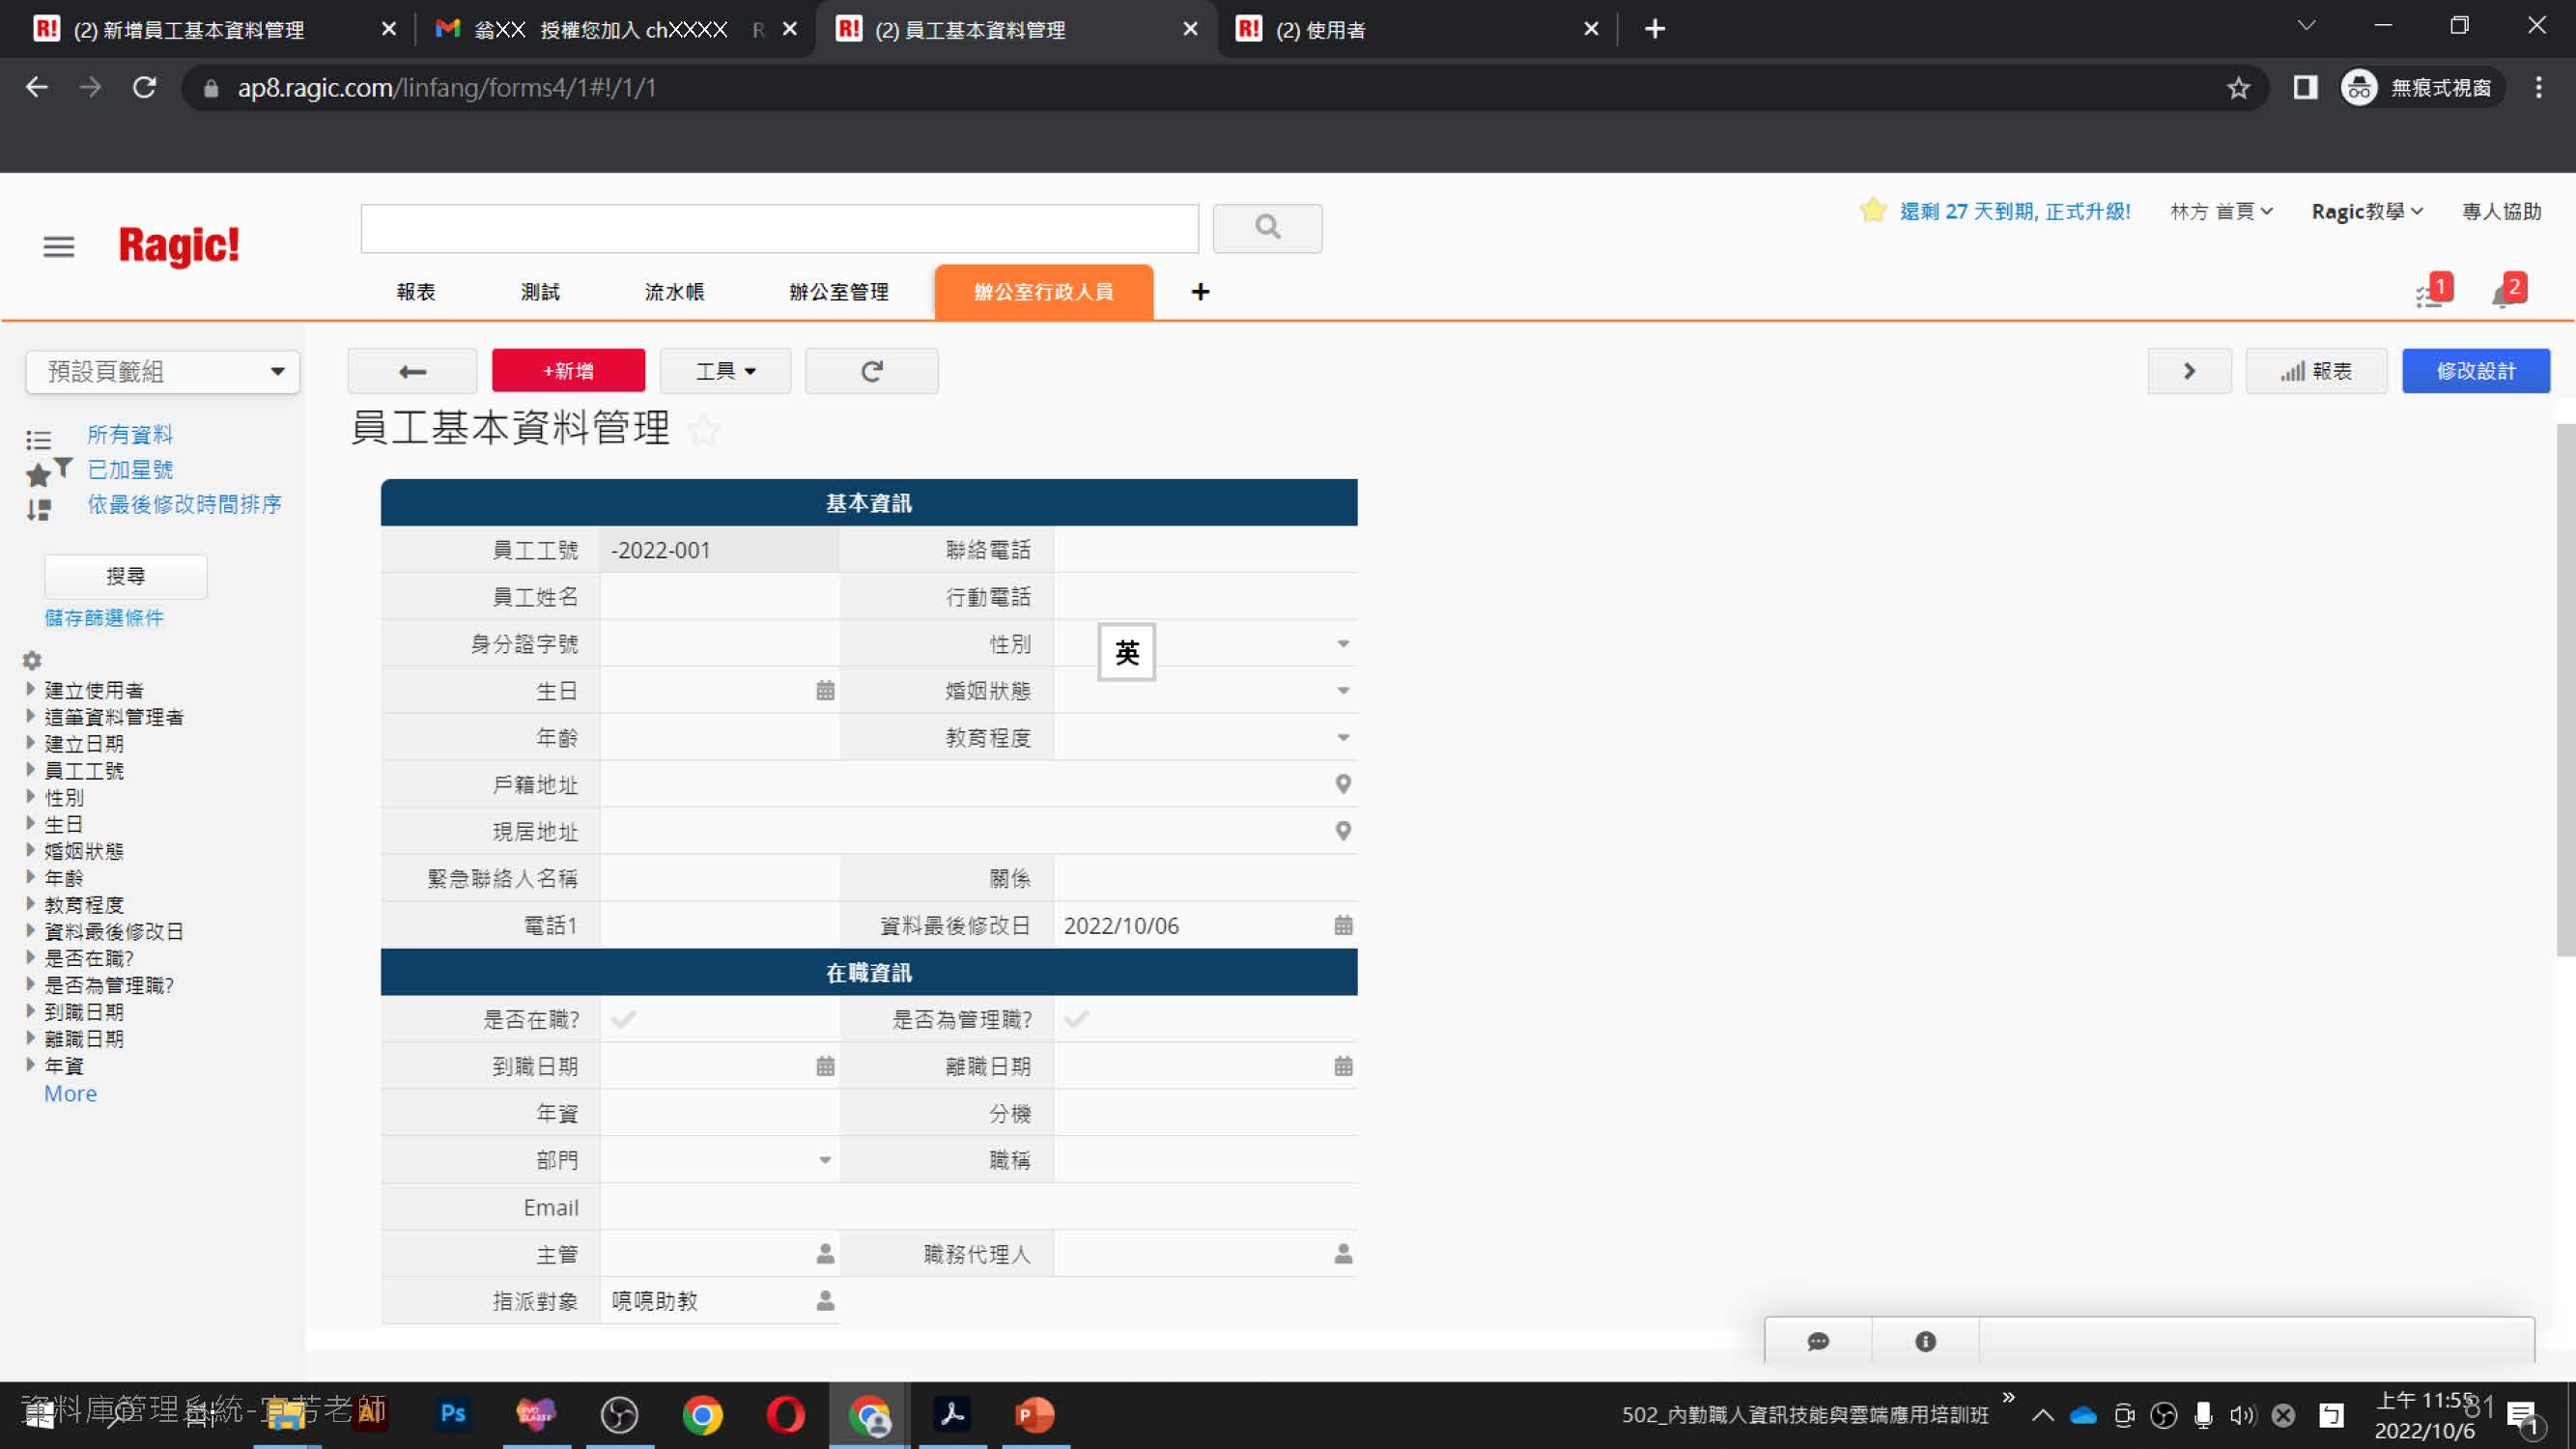 (2) 新增員工基本資料管理
翁XX 授權您加入 chXXXX R
(2) 員工基本資料管理
(2) 使用者
ap8.ragic.com/linfang/forms4/1#!/1/1
無痕式視窗
Ragic!
還剩 27 天到期, 正式升級!
林方 首頁
Ragic教學
專人協助
報表
測試
流水帳
辦公室管理
辦公室行政人員
+
1
2
預設頁籤組
+新增
工具
報表
修改設計
所有資料
已加星號
依最後修改時間排序
搜尋
儲存篩選條件
建立使用者
這筆資料管理者
建立日期
員工工號
性別
生日
婚姻狀態
年齡
教育程度
資料最後修改日
是否在職?
是否為管理職?
到職日期
離職日期
年資
More
員工基本資料管理
基本資訊
員工工號 -2022-001 聯絡電話
員工姓名 行動電話
身分證字號 性別
英
生日 婚姻狀態
年齡 教育程度
戶籍地址
現居地址
緊急聯絡人名稱 關係
電話1 資料最後修改日 2022/10/06
在職資訊
是否在職? 是否為管理職?
到職日期 離職日期
年資 分機
部門 職稱
Email
主管 職務代理人
指派對象 喨喨助教
資料庫管理系統-宜芳老師
Ps
502_內勤職人資訊技能與雲端應用培訓班
上午 11:55
2022/10/6
81
1